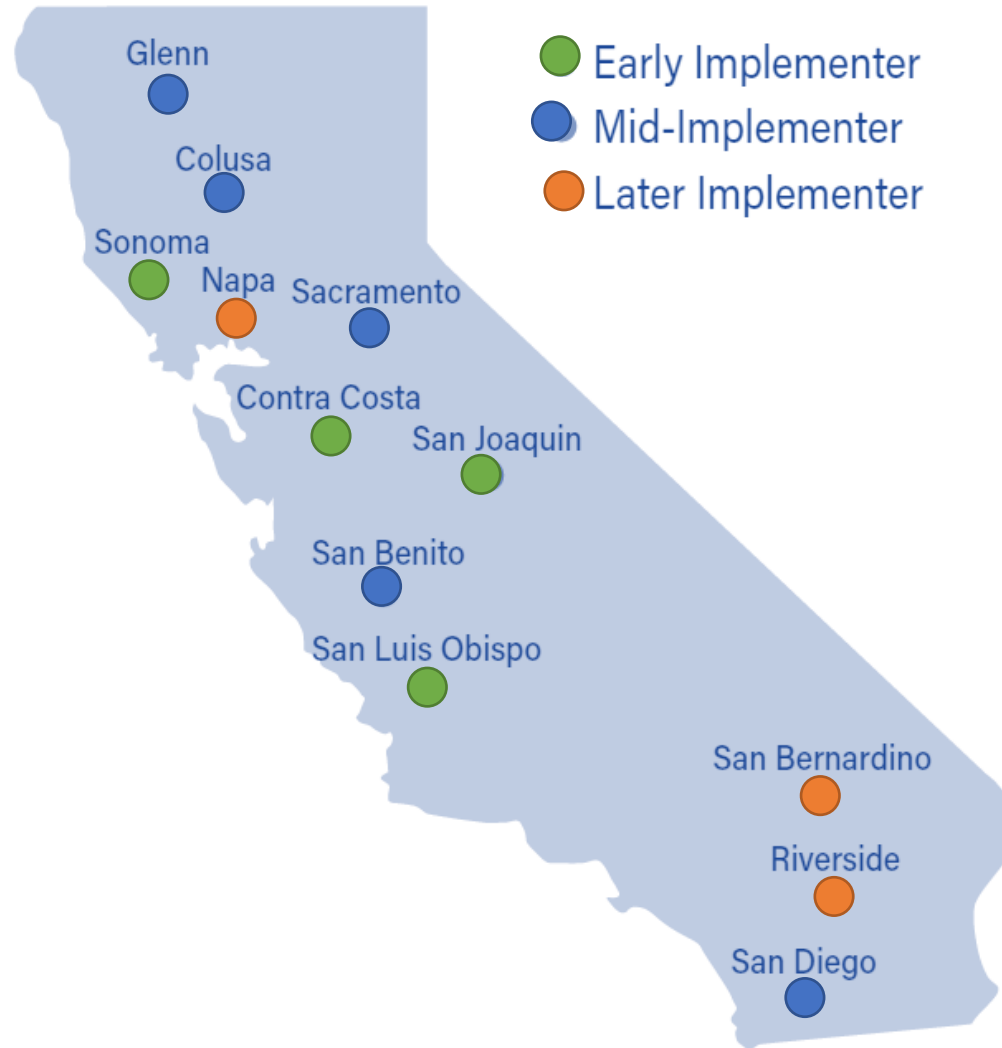 Glenn
Early Implementer
Mid-Implementer
Colusa
Later Implementer
Sonoma
Napa
Sacramento
Contra Costa
San Joaquin
San Benito
San Luis Obispo
San Bernardino
Riverside
San Diego